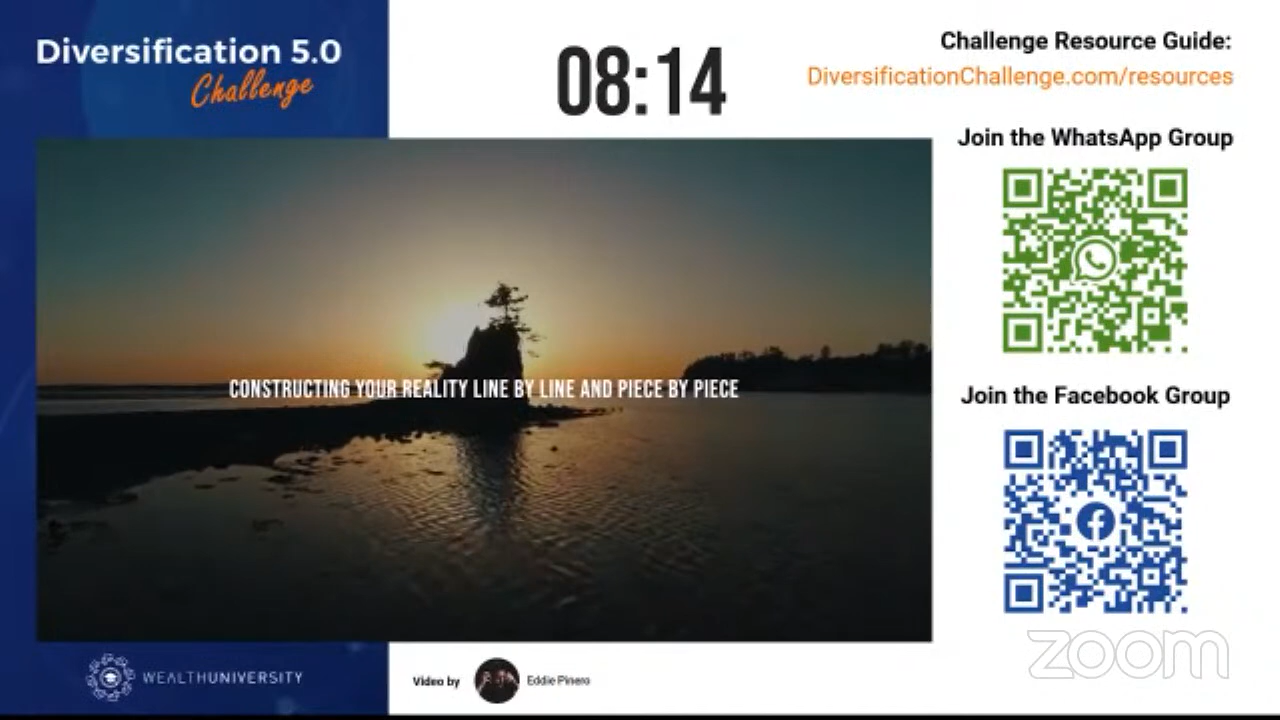 Diversification 5.0
Challenge
08:14
Challenge Resource Guide:
DiversificationChallenge.com/resources
Join the WhatsApp Group
CONSTRUCTING YOUR REALITY LINE BY LINE AND PIECE BY PIECE
Join the Facebook Group
zoom
WEALTHUNIVERSITY
Video by
Eddie Pinero